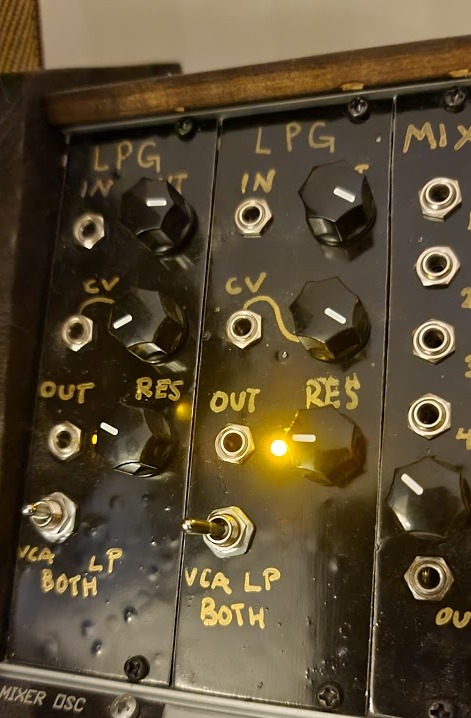 LPG
IN
CV
OUT RES
VCA LP
BOTH
LPG
IN
CV
OUT RES
VCA LP
BOTH
MIX
4
OU
MIXER OSC